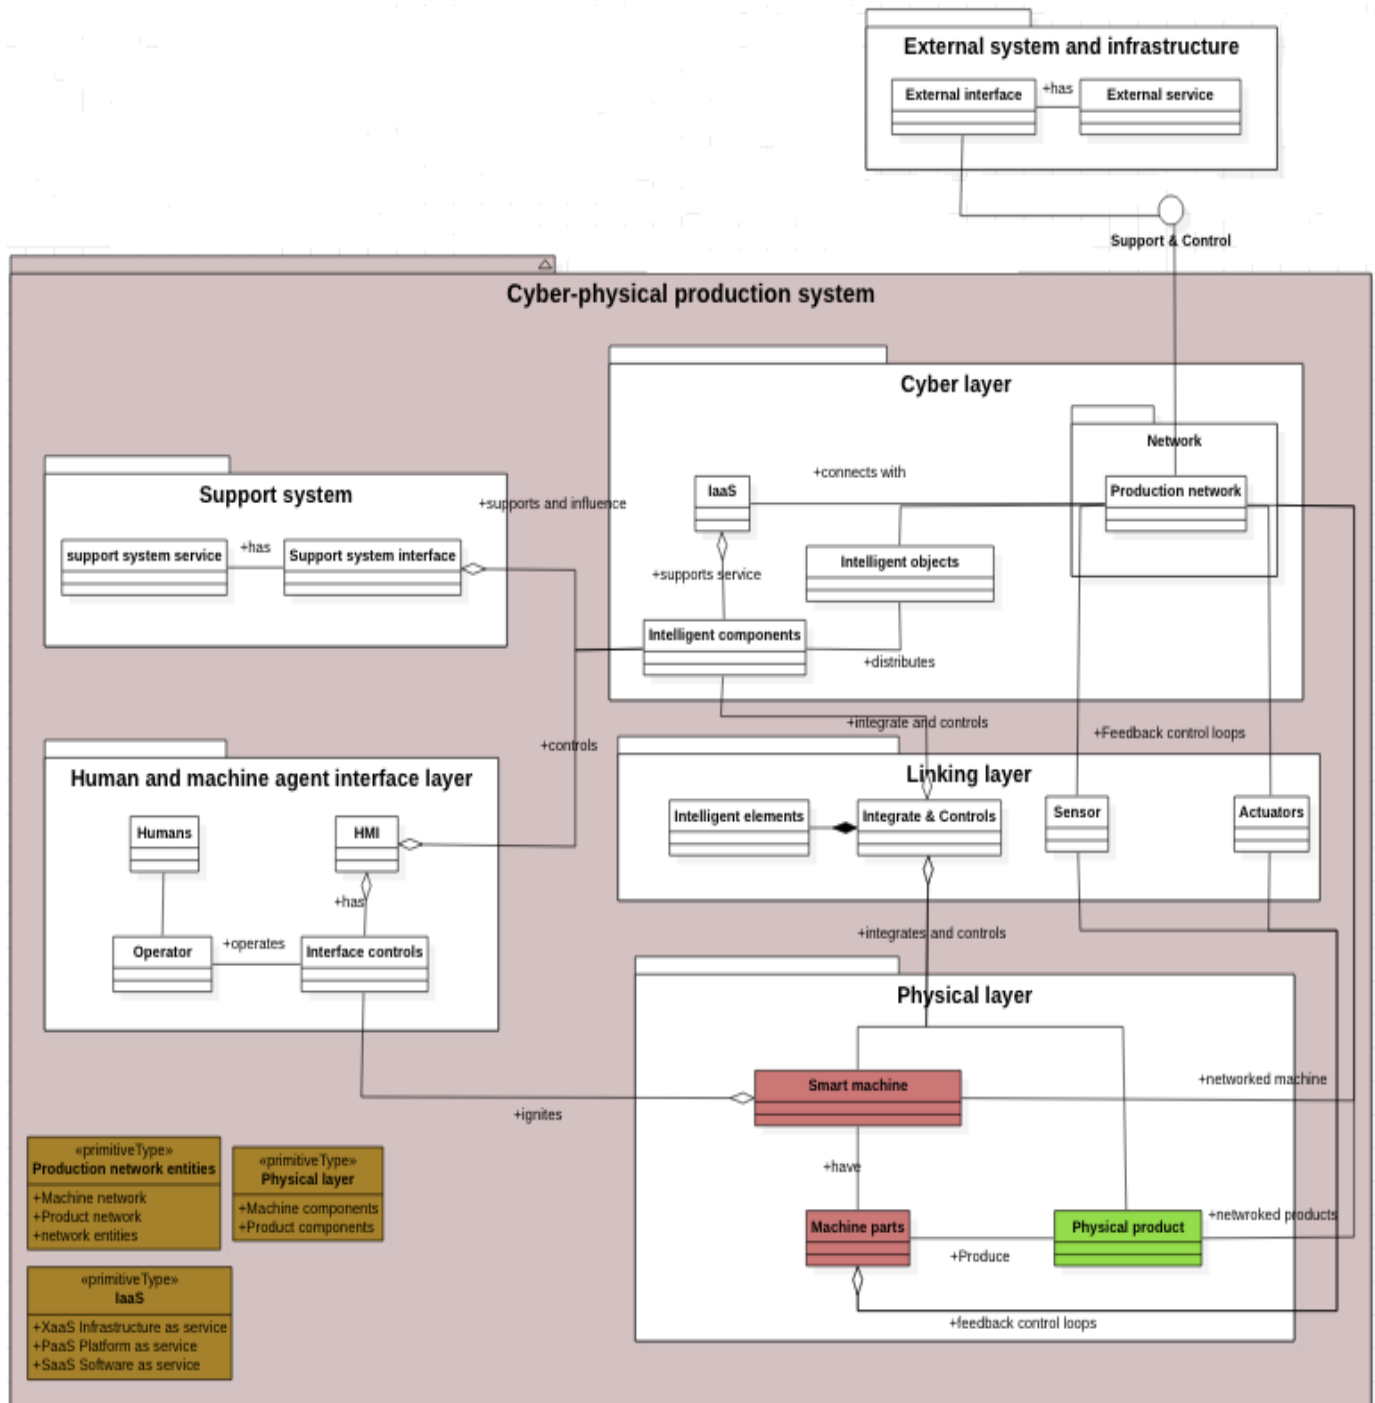 External system and infrastructure
External interface
+has
External service
Support & Control
Cyber-physical production system
Cyber layer
Network
+connects with
IaaS
Production network
Support system
+supports and influence
support system service
+has
Support system interface
Intelligent objects
+supports service
Intelligent components
+distributes
+integrate and controls
+Feedback control loops
+controls
Human and machine agent interface layer
Linking layer
Humans
HMI
Intelligent elements
Integrate & Controls
Sensor
Actuators
+has
+operates
Operator
Interface controls
+integrates and controls
Physical layer
Smart machine
+networked machine
+ignites
«primitiveType»
Production network entities
+Machine network
+Product network
+network entities
«primitiveType»
Physical layer
+Machine components
+Product components
+have
Machine parts
Physical product
+netwroked products
+Produce
+feedback control loops
«primitiveType»
IaaS
+XaaS Infrastructure as service
+PaaS Platform as service
+SaaS Software as service